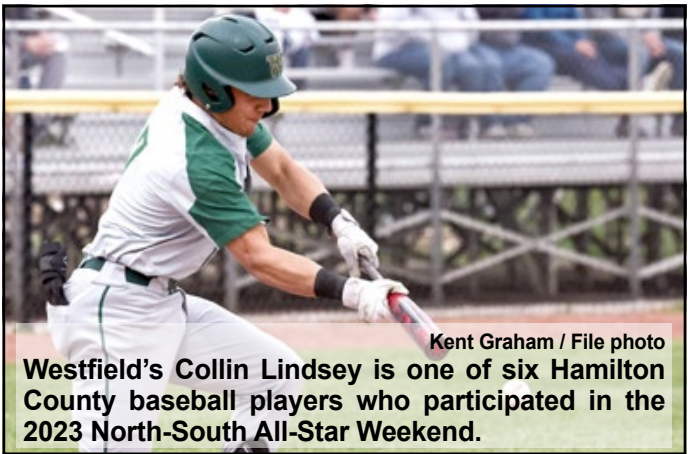 Kent Graham / File photo
Westfield's Collin Lindsey is one of six Hamilton
County baseball players who participated in the
2023 North-South All-Star Weekend.